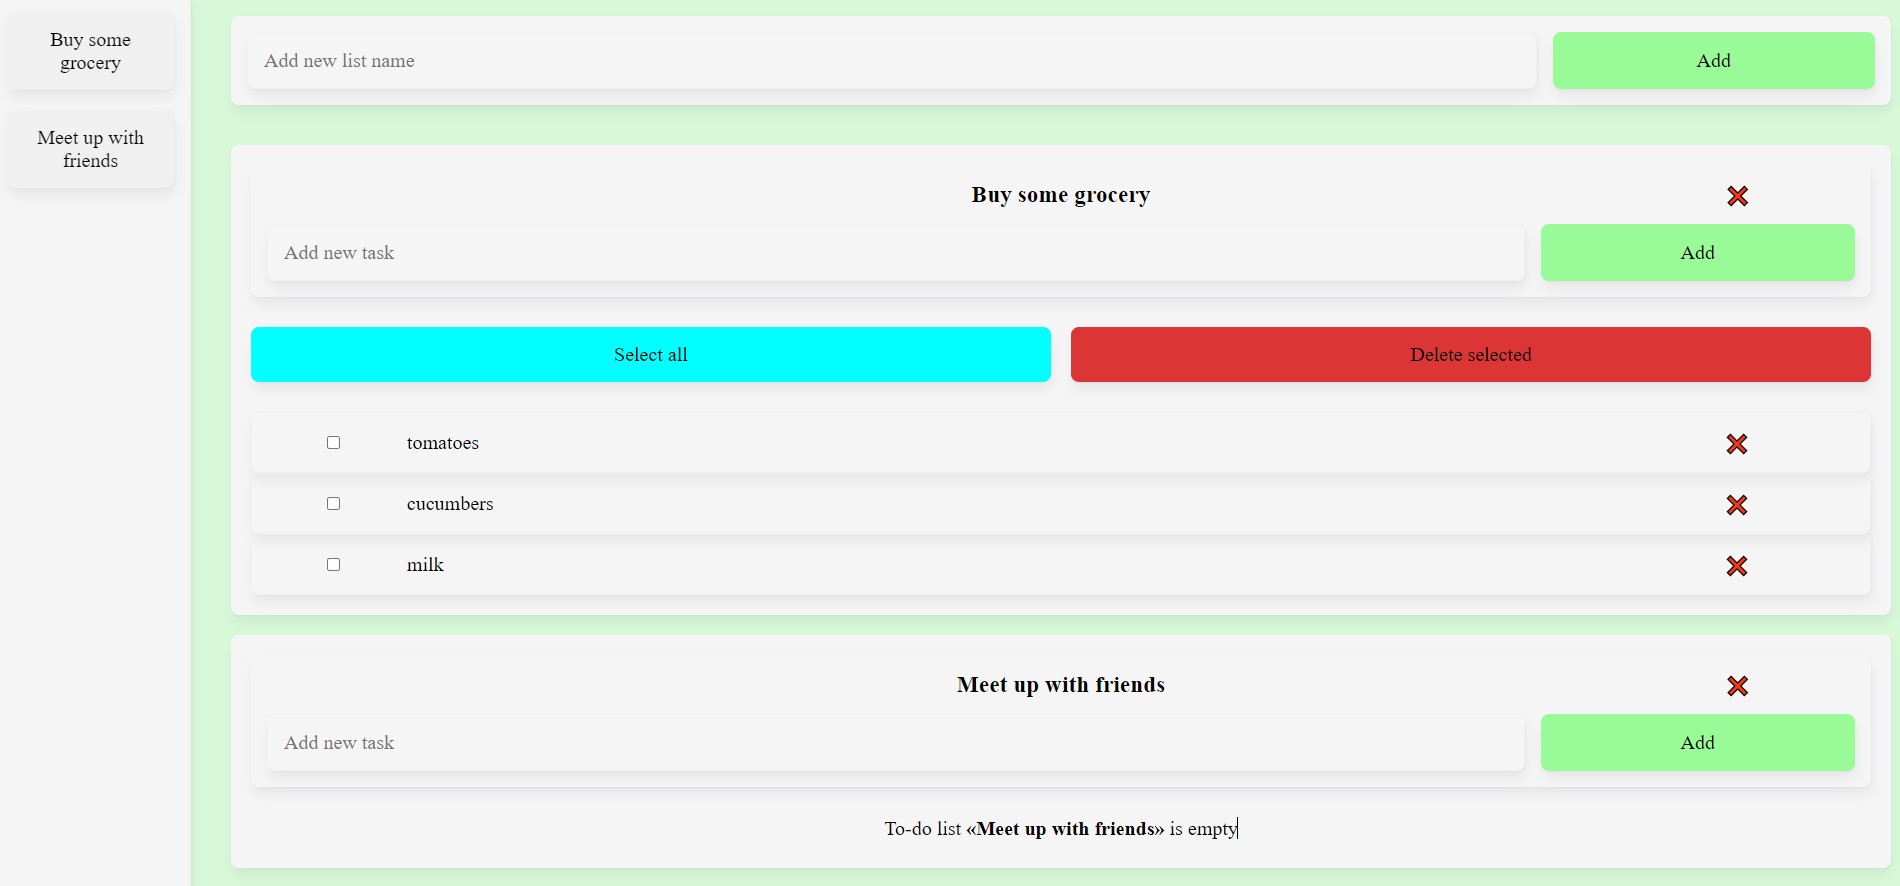 Buy some
grocery
Meet up with
friends
Add new list name
Add
Buy some grocery
Add new task
Add
Select all
Delete selected
tomatoes
cucumbers
milk
Meet up with friends
Add new task
Add
To-do list «Meet up with friends» is empty